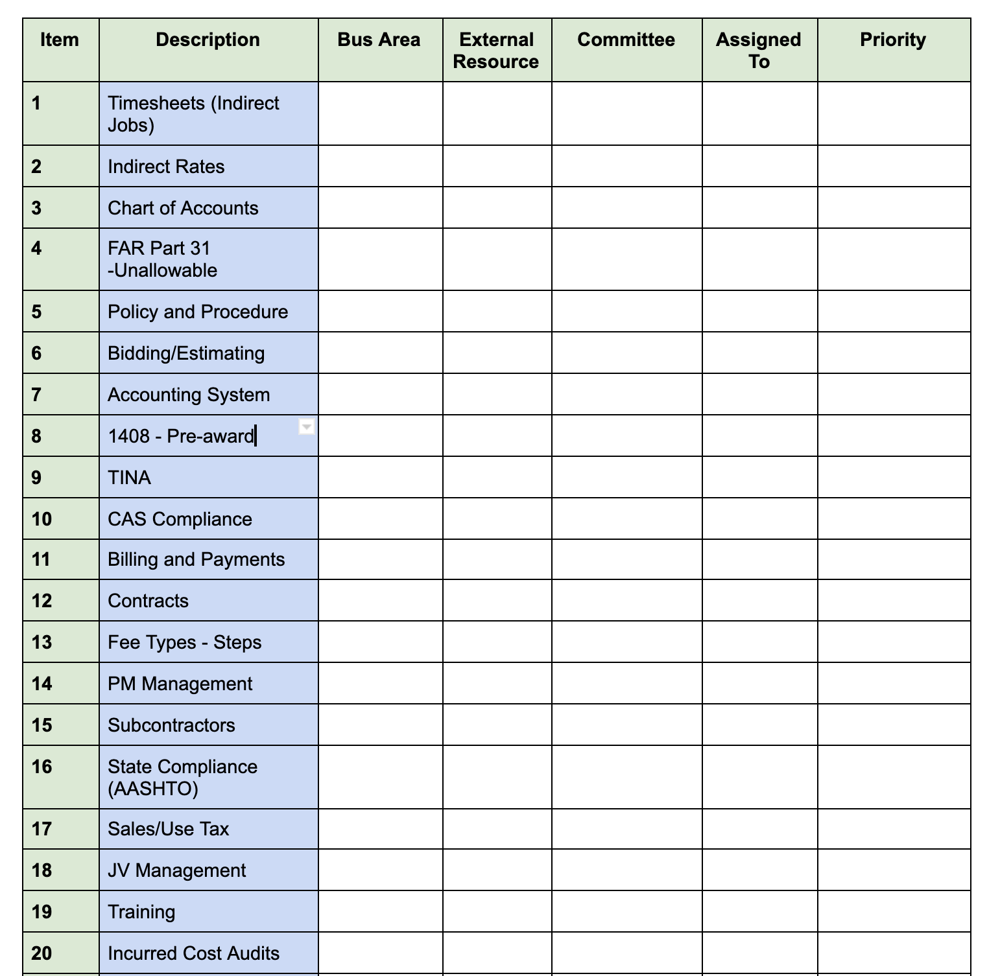 Item Description Bus Area External Resource Committee Assigned To Priority
1 Timesheets (Indirect
Jobs)
2 Indirect Rates
3 Chart of Accounts
4 FAR Part 31
-Unallowable
5 Policy and Procedure
6 Bidding/Estimating
7 Accounting System
8 1408 - Pre-award
9 TINA
10 CAS Compliance
11 Billing and Payments
12 Contracts
13 Fee Types - Steps
14 PM Management
15 Subcontractors
16 State Compliance
(AASHTO)
17 Sales/Use Tax
18 JV Management
19 Training
20 Incurred Cost Audits